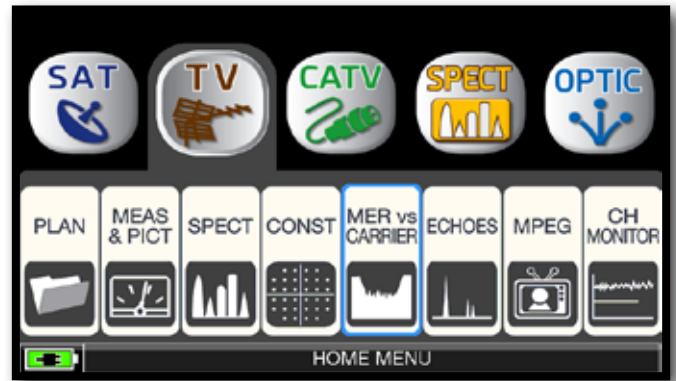 SAT TV CATV SPECT OPTIC
PLAN
MEAS
& PICT
SPECT
CONST
MER vs
CARRIER
ECHOES
MPEG
CH
MONITOR
HOME MENU